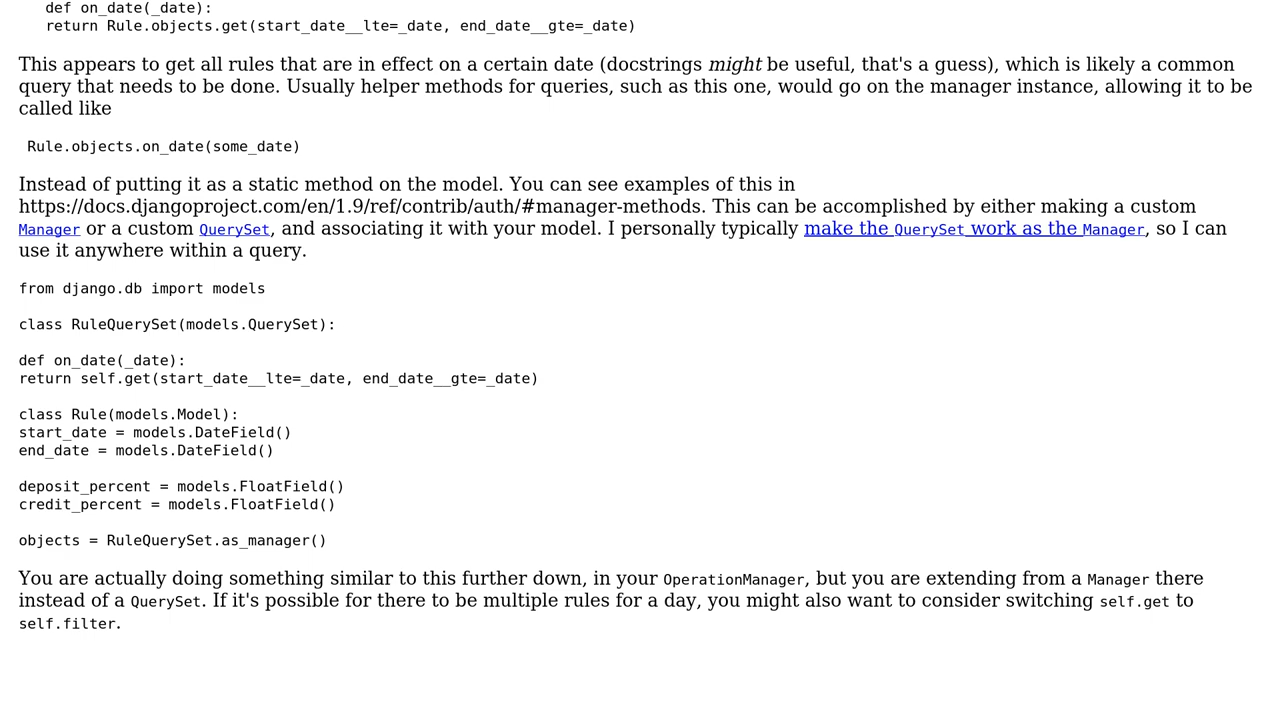 def on_date(_date):
return Rule.objects.get(start_date__lte=_date, end_date__gte=_date)
This appears to get all rules that are in effect on a certain date (docstrings might be useful, that's a guess), which is likely a common
query that needs to be done. Usually helper methods for queries, such as this one, would go on the manager instance, allowing it to be
called like
Rule.objects.on_date(some_date)
Instead of putting it as a static method on the model. You can see examples of this in
https://docs.djangoproject.com/en/1.9/ref/contrib/auth/#manager-methods. This can be accomplished by either making a custom
Manager or a custom QuerySet, and associating it with your model. I personally typically make the QuerySet work as the Manager, so I can
use it anywhere within a query.
from django.db import models
class RuleQuerySet(models.QuerySet):
def on_date(_date):
return self.get(start_date__lte=_date, end_date__gte=_date)
class Rule(models.Model):
start_date = models.DateField()
end_date = models.DateField()
deposit_percent = models.FloatField()
credit_percent = models.FloatField()
objects = RuleQuerySet.as_manager()
You are actually doing something similar to this further down, in your OperationManager, but you are extending from a Manager there
instead of a QuerySet. If it's possible for there to be multiple rules for a day, you might also want to consider switching self.get to
self.filter.